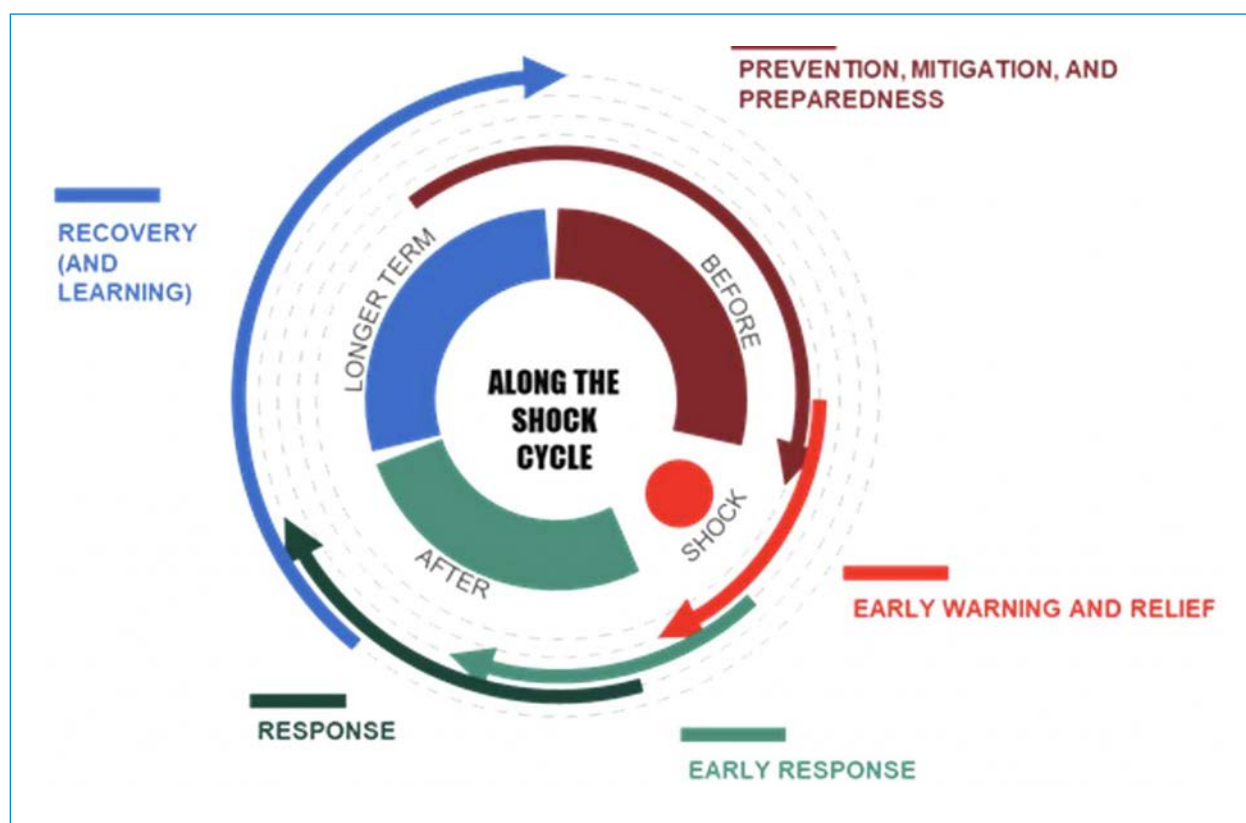 PREVENTION, MITIGATION, AND
PREPAREDNESS
RECOVERY
(AND
LEARNING)
LONGER TERM
BEFORE
ALONG THE
SHOCK
CYCLE
SHOCK
AFTER
EARLY WARNING AND RELIEF
RESPONSE
EARLY RESPONSE